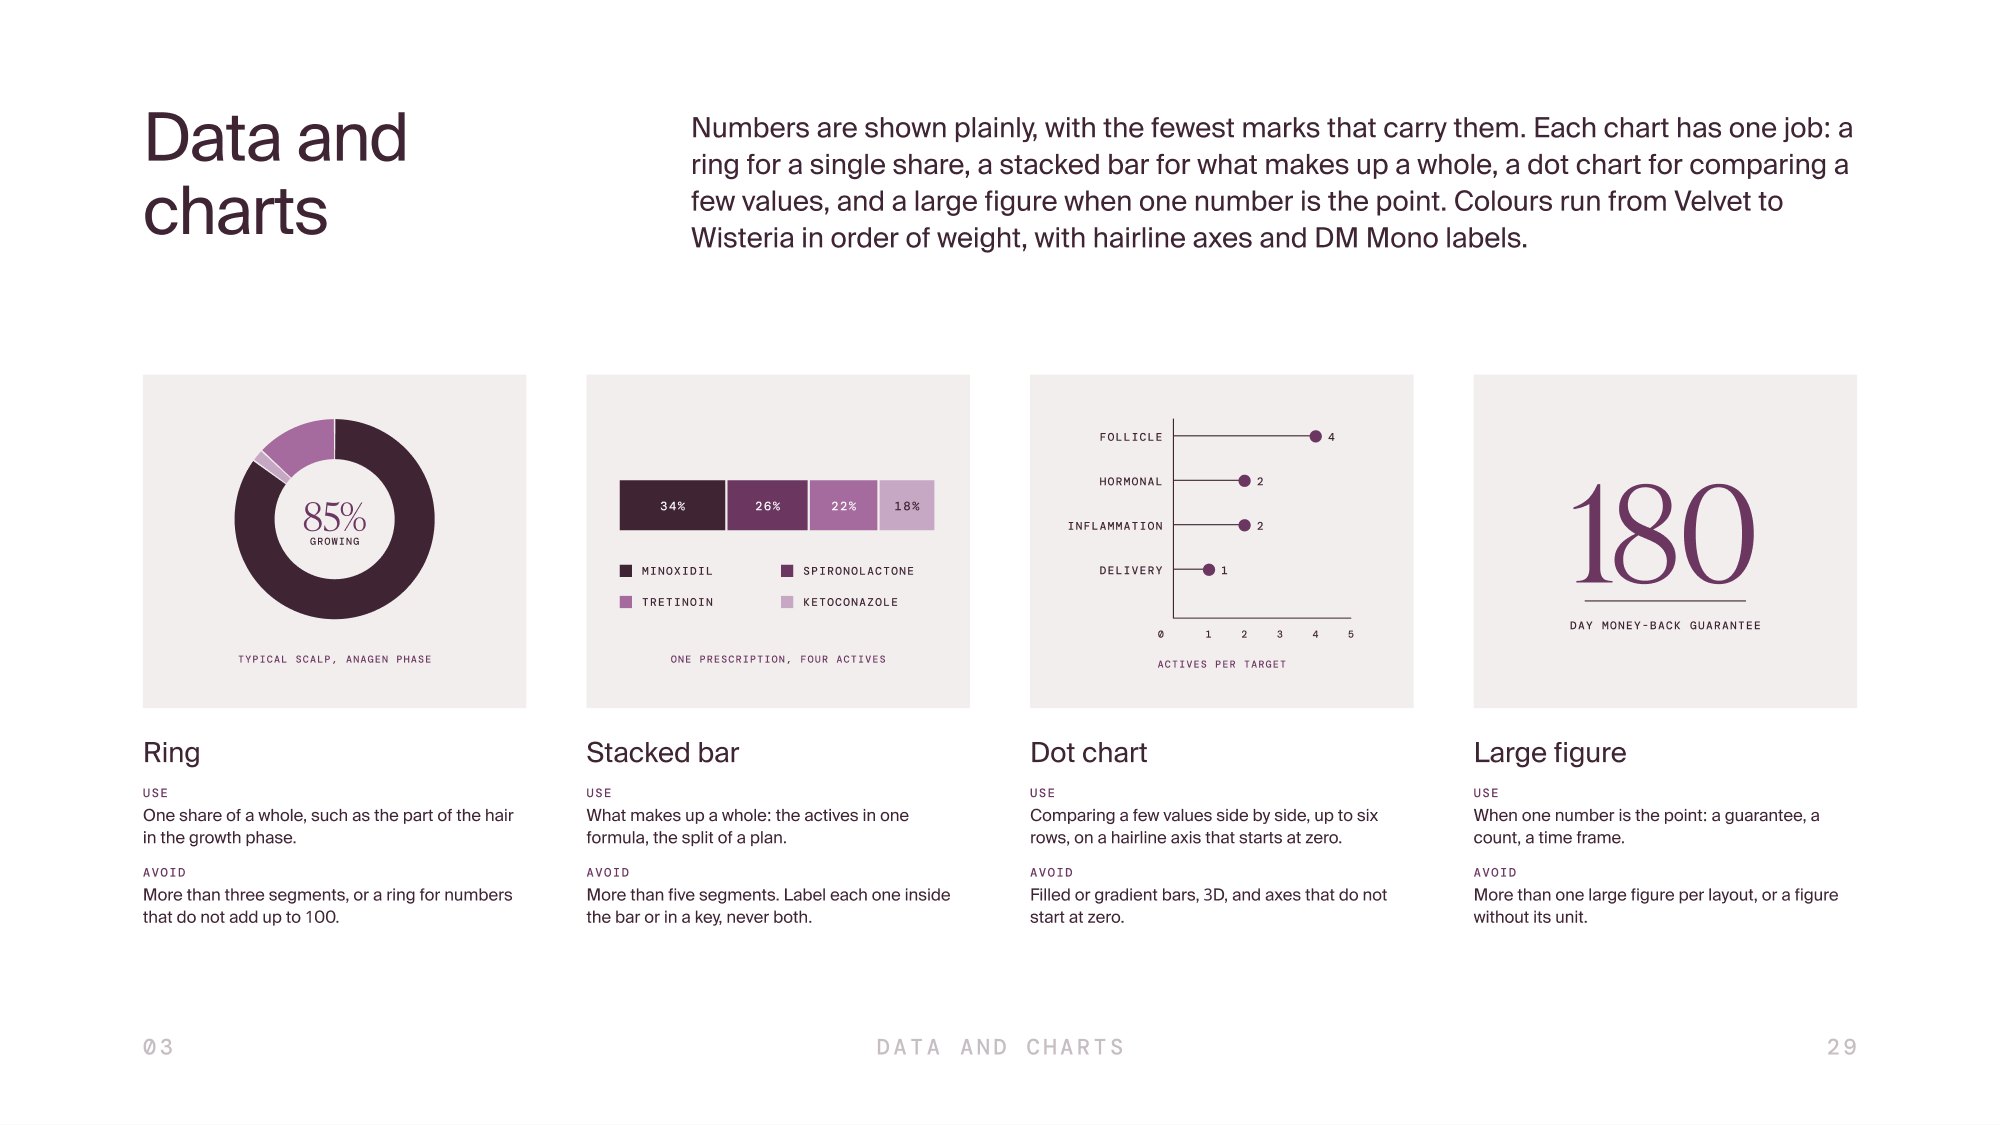 Data and
charts
Numbers are shown plainly, with the fewest marks that carry them. Each chart has one job: a
ring for a single share, a stacked bar for what makes up a whole, a dot chart for comparing a
few values, and a large figure when one number is the point. Colours run from Velvet to
Wisteria in order of weight, with hairline axes and DM Mono labels.
85%
GROWING
TYPICAL SCALP, ANAGEN PHASE
34% 26% 22% 18%
MINOXIDIL SPIRONOLACTONE
TRETINOIN KETOCONAZOLE
ONE PRESCRIPTION, FOUR ACTIVES
FOLLICLE 4
HORMONAL 2
INFLAMMATION 2
DELIVERY 1
0 1 2 3 4 5
ACTIVES PER TARGET
180
DAY MONEY-BACK GUARANTEE
Ring
USE
One share of a whole, such as the part of the hair
in the growth phase.
AVOID
More than three segments, or a ring for numbers
that do not add up to 100.
Stacked bar
USE
What makes up a whole: the actives in one
formula, the split of a plan.
AVOID
More than five segments. Label each one inside
the bar or in a key, never both.
Dot chart
USE
Comparing a few values side by side, up to six
rows, on a hairline axis that starts at zero.
AVOID
Filled or gradient bars, 3D, and axes that do not
start at zero.
Large figure
USE
When one number is the point: a guarantee, a
count, a time frame.
AVOID
More than one large figure per layout, or a figure
without its unit.
03
DATA AND CHARTS
29